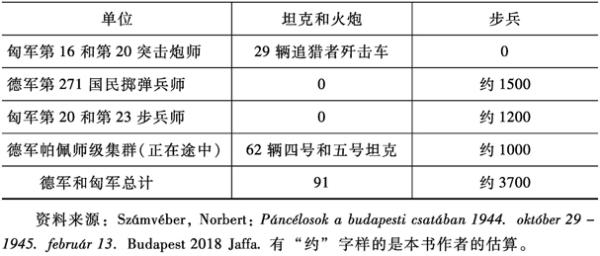 单位 坦克和火炮 步兵
匈军第 16 和第 20 突击炮师 29 辆追猎者歼击车 0
德军第 271 国民掷弹兵师 0 约 1500
匈军第 20 和第 23 步兵师 0 约 1200
德军帕佩师级集群(正在途中) 62 辆四号和五号坦克 约 1000
德军和匈军总计 91 约 3700
资料来源：Számvéber, Norbert: Páncélosok a budapesti csatában 1944. október 29 -
1945. február 13. Budapest 2018 Jaffa. 有“约”字样的是本书作者的估算。